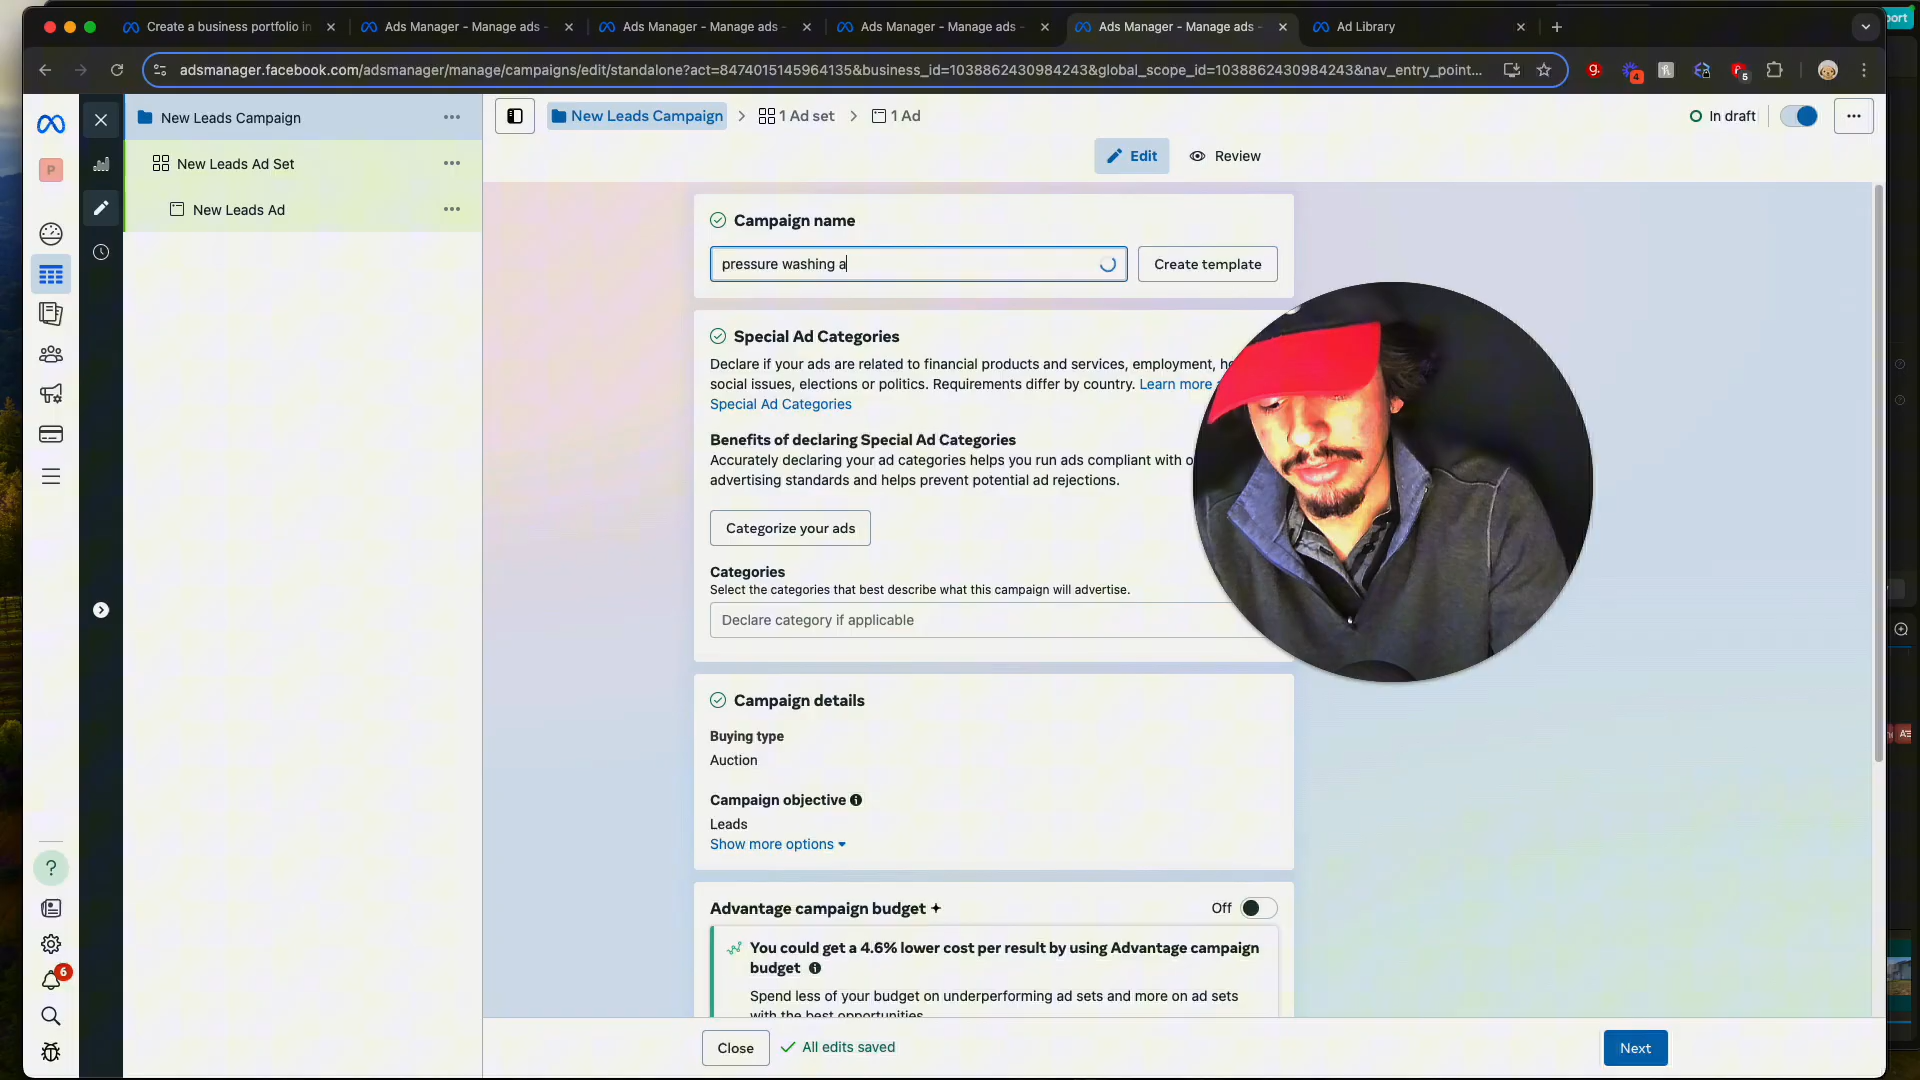 Create a business portfolio in
Ads Manager - Manage ads -
Ads Manager - Manage ads -
Ads Manager - Manage ads -
Ads Manager - Manage ads -
Ad Library
adsmanager.facebook.com/adsmanager/manage/campaigns/edit/standalone?act=8474015145964135&business_id=1038862430984243&global_scope_id=1038862430984243&nav_entry_point...
4
5
New Leads Campaign
New Leads Ad Set
New Leads Ad
P
6
New Leads Campaign
1 Ad set
1 Ad
In draft
Edit
Review
Campaign name
pressure washing a
Create template
Special Ad Categories
Declare if your ads are related to financial products and services, employment,
social issues, elections or politics. Requirements differ by country. Learn more
Special Ad Categories
Benefits of declaring Special Ad Categories
Accurately declaring your ad categories helps you run ads compliant with
advertising standards and helps prevent potential ad rejections.
Categorize your ads
Categories
Select the categories that best describe what this campaign will advertise.
Declare category if applicable
Campaign details
Buying type
Auction
Campaign objective
Leads
Show more options
Advantage campaign budget +
Off
You could get a 4.6% lower cost per result by using Advantage campaign
budget
Spend less of your budget on underperforming ad sets and more on ad sets
with the best opportunities.
Close
All edits saved
Next